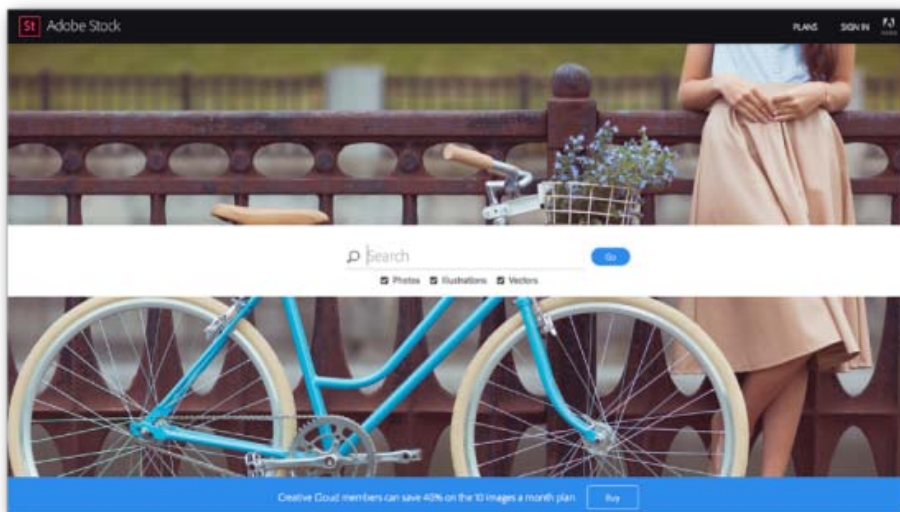 St Adobe Stock
PLANS SIGN IN
Search
Go
Photos Illustrations Vectors
Creative Cloud members can save 40% on the 10 images a month plan
Buy